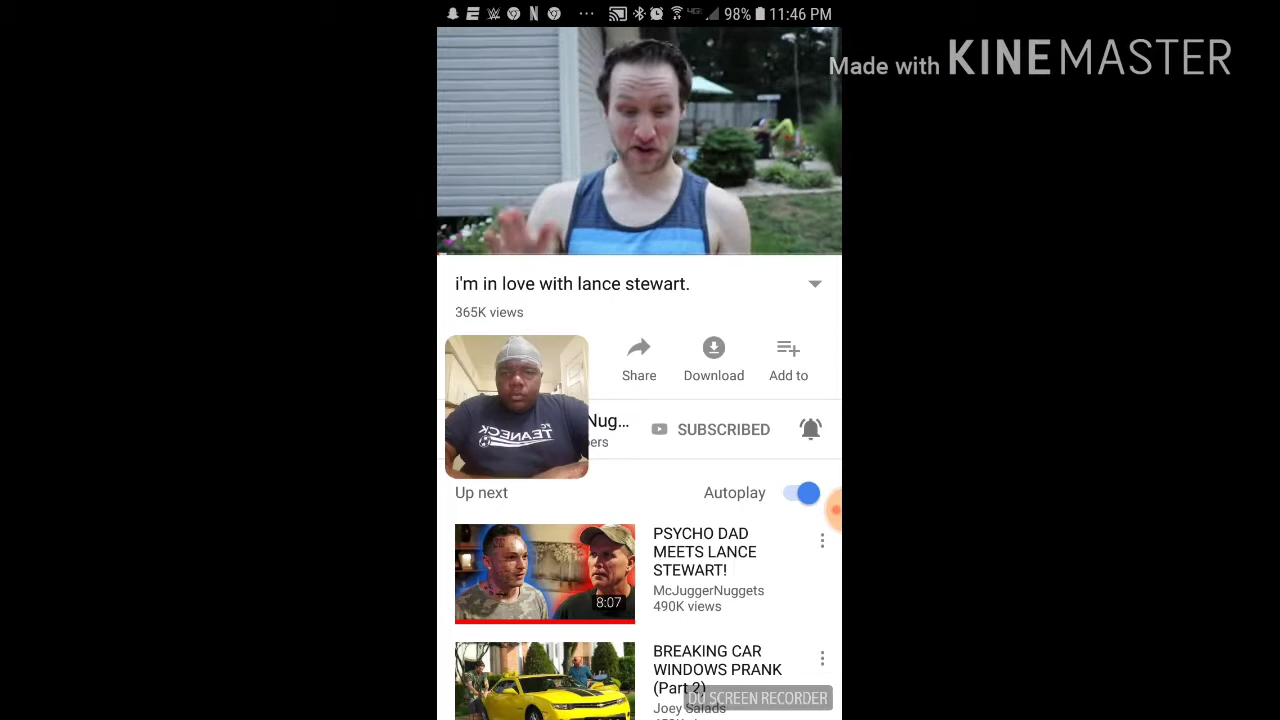 98% 11:46 PM
Made with KINEMASTER
i'm in love with lance stewart.
365K views
Share Download Add to
Nug... SUBSCRIBED
bers
TEANECK
Up next Autoplay
PSYCHO DAD
MEETS LANCE
STEWART!
McJuggerNuggets
8:07
490K views
BREAKING CAR
WINDOWS PRANK
(Part 2)
DU SCREEN RECORDER
Joey Salads